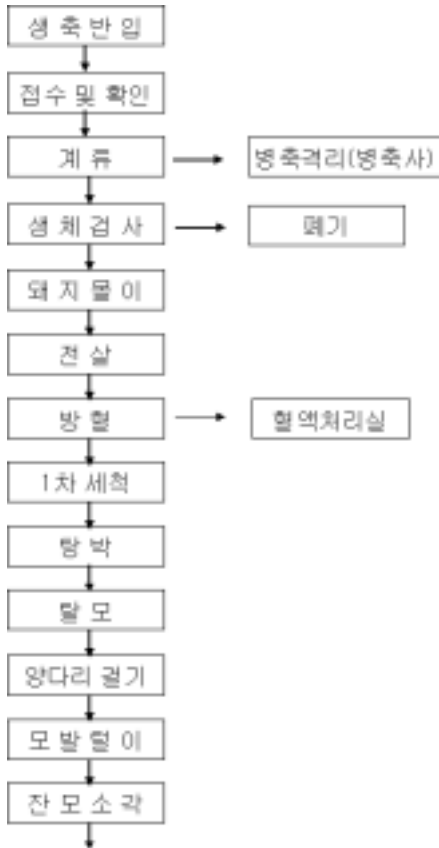 생 축 반 입
접수 및 확인
계 류
병축격리(병축사)
생 체 검 사
폐기
돼 지 몰 이
전 살
방 혈
혈액처리실
1차 세척
탕 박
탈 모
양다리 걸기
모 발 털 이
잔 모 소 각